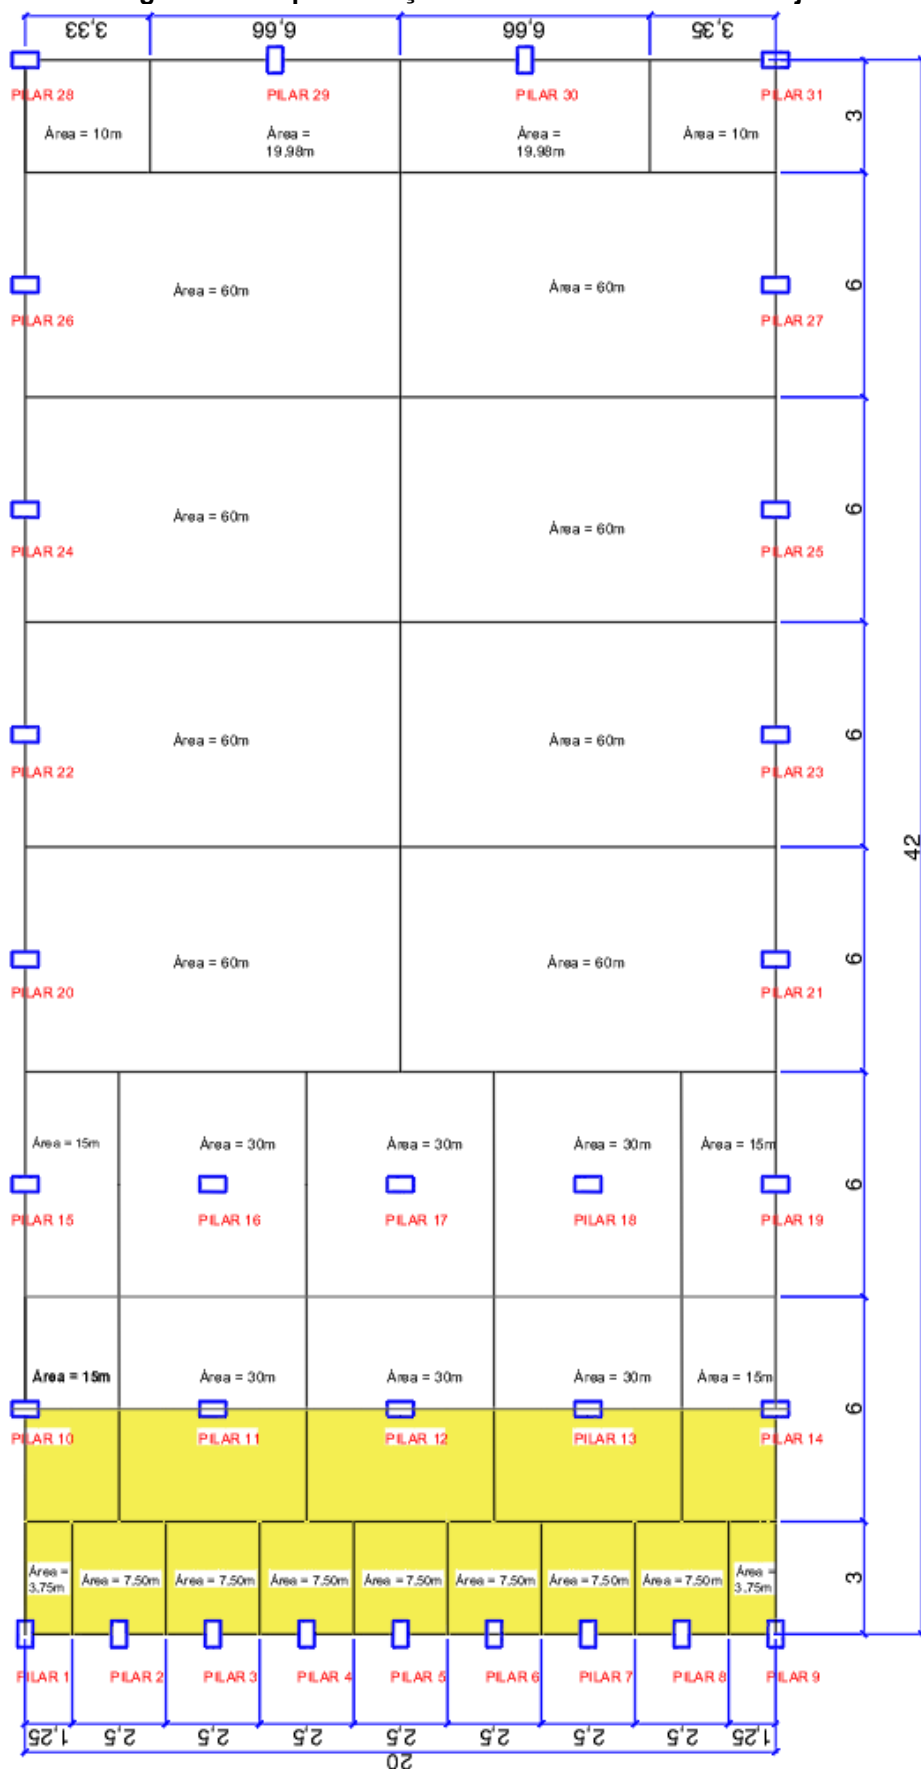 3,33
6,66
6,66
3,35
PILAR 28
PILAR 29
PILAR 30
PILAR 31
3
Área = 10m
Área =
19,98m
Área =
19,98m
Área = 10m
Área = 60m
Área = 60m
6
PILAR 26
PILAR 27
Área = 60m
Área = 60m
6
PILAR 24
PILAR 25
Área = 60m
Área = 60m
6
PILAR 22
PILAR 23
42
Área = 60m
Área = 60m
6
PILAR 20
PILAR 21
Área = 15m
Área = 30m
Área = 30m
Área = 30m
Área = 15m
6
PILAR 15
PILAR 16
PILAR 17
PILAR 18
PILAR 19
Área = 15m
Área = 30m
Área = 30m
Área = 30m
Área = 15m
6
PILAR 10
PILAR 11
PILAR 12
PILAR 13
PILAR 14
Área =
3,75m
Área = 7,50m
Área = 7,50m
Área = 7,50m
Área = 7,50m
Área = 7,50m
Área = 7,50m
Área = 7,50m
Área =
3,75m
3
PILAR 1
PILAR 2
PILAR 3
PILAR 4
PILAR 5
PILAR 6
PILAR 7
PILAR 8
PILAR 9
1,25
2,5
2,5
2,5
2,5
2,5
2,5
2,5
1,25
20